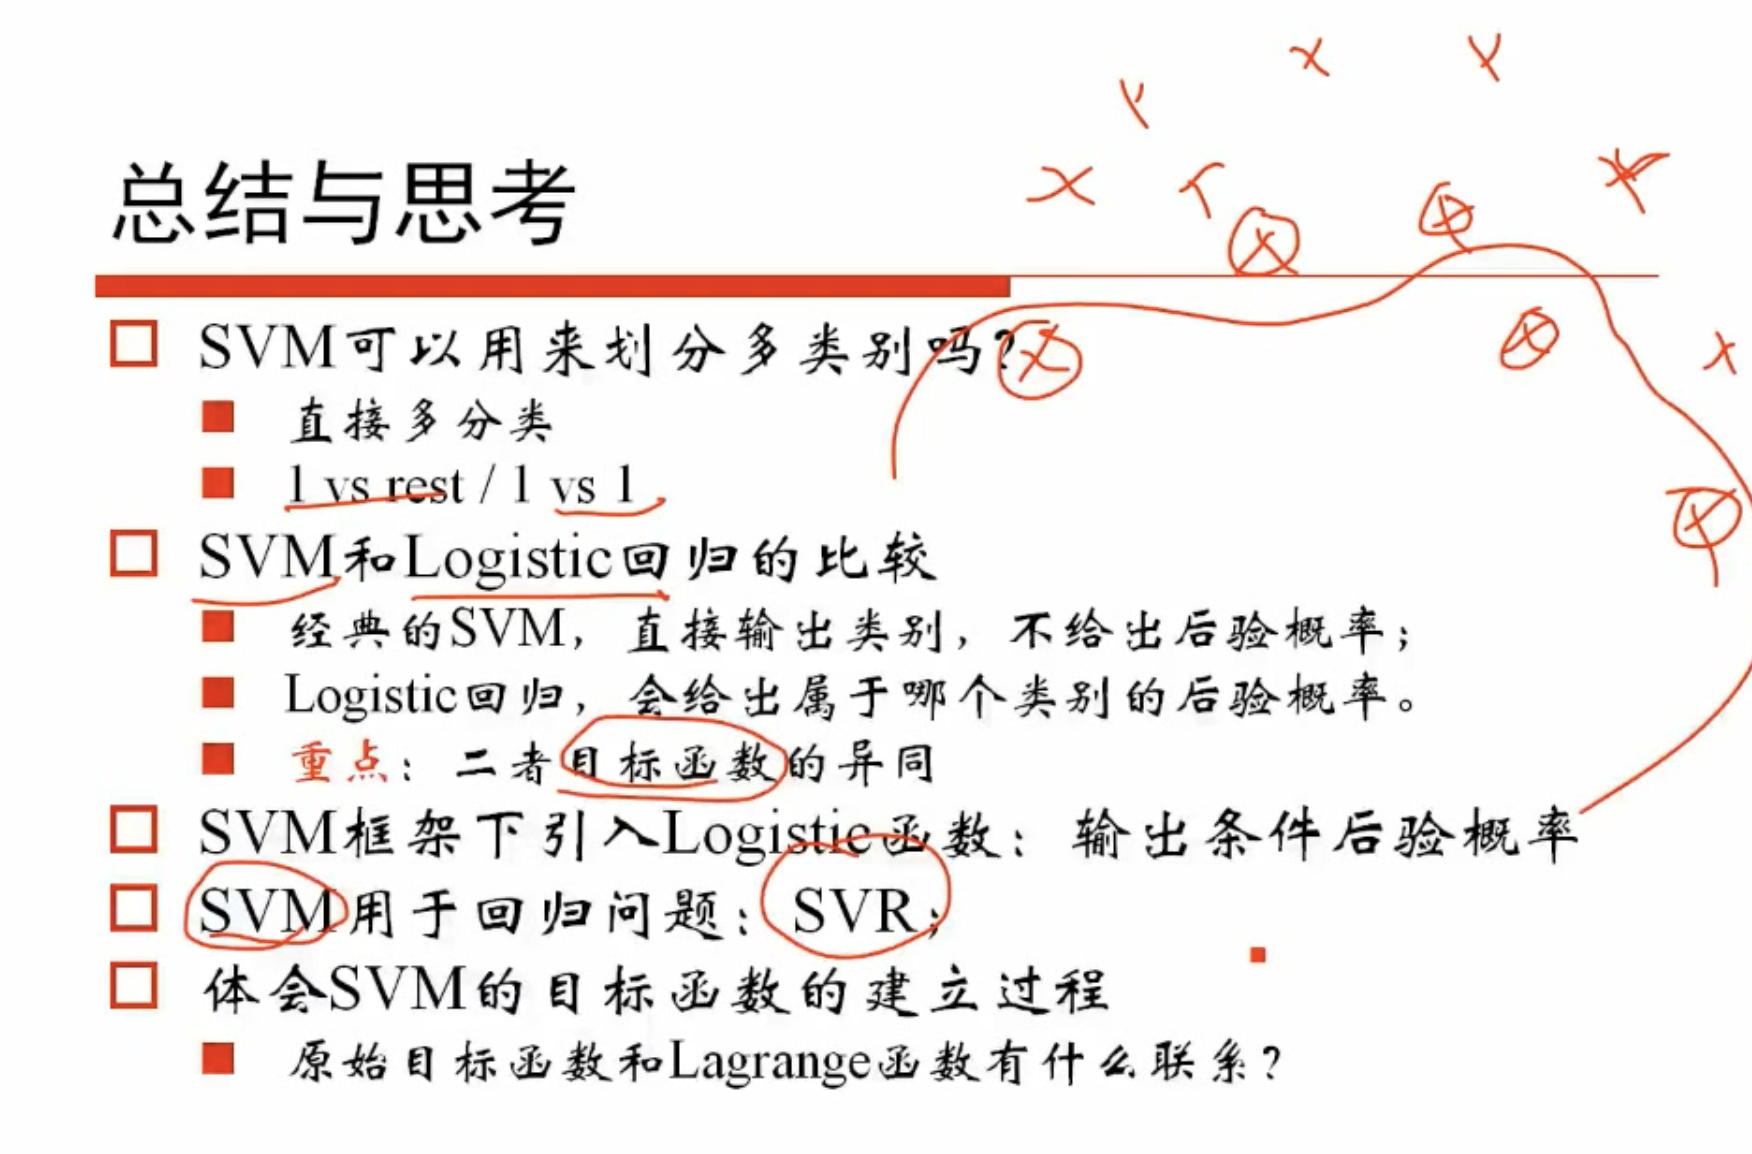 总结与思考
SVM可以用来划分多类别吗?
直接多分类
1 vs rest / 1 vs 1
SVM和Logistic回归的比较
经典的SVM，直接输出类别，不给出后验概率；
Logistic回归，会给出属于哪个类别的后验概率。
重点：二者目标函数的异同
SVM框架下引入Logistic函数：输出条件后验概率
SVM用于回归问题：SVR；
体会SVM的目标函数的建立过程
原始目标函数和Lagrange函数有什么联系？